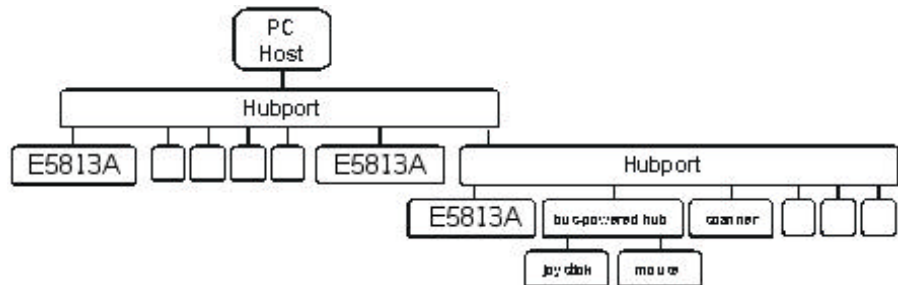 PC
Host
Hubport
E5813A
E5813A
Hubport
E5813A
bus-powered hub
scanner
joystick
mouse